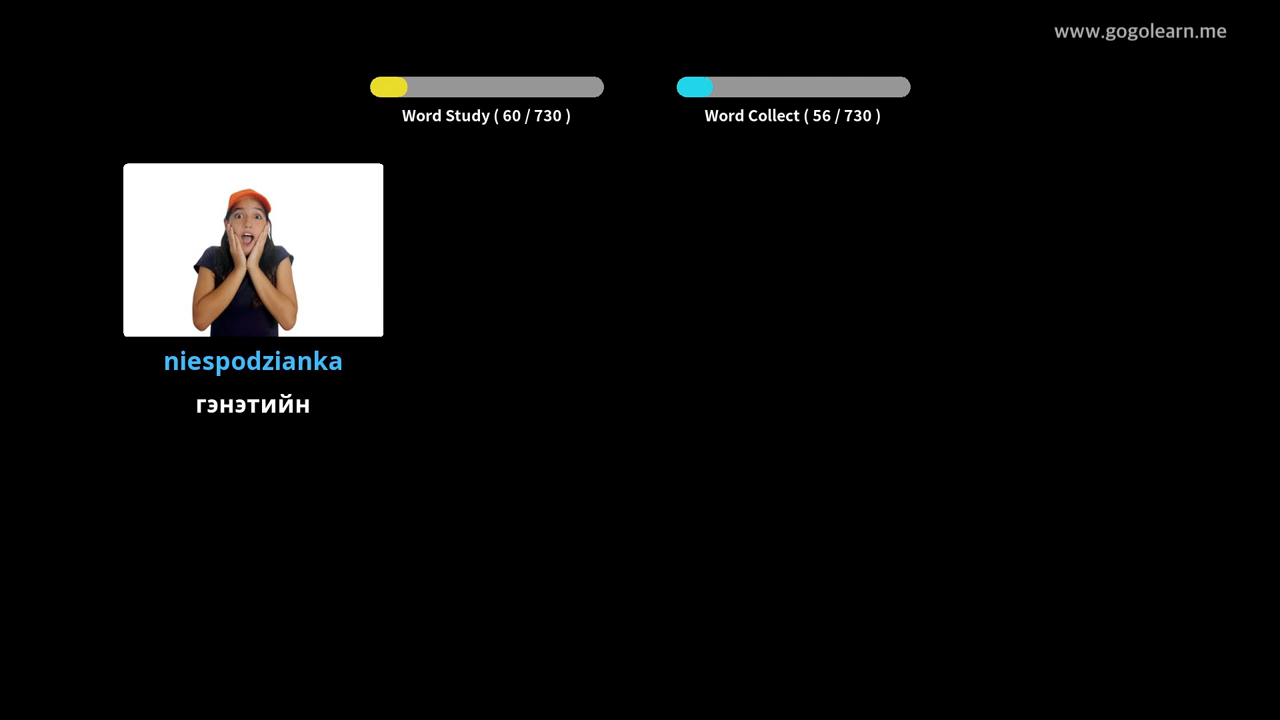 www.gogolearn.me
Word Study ( 60 / 730 )
Word Collect ( 56 / 730 )
niespodzianka
гэнэтийн